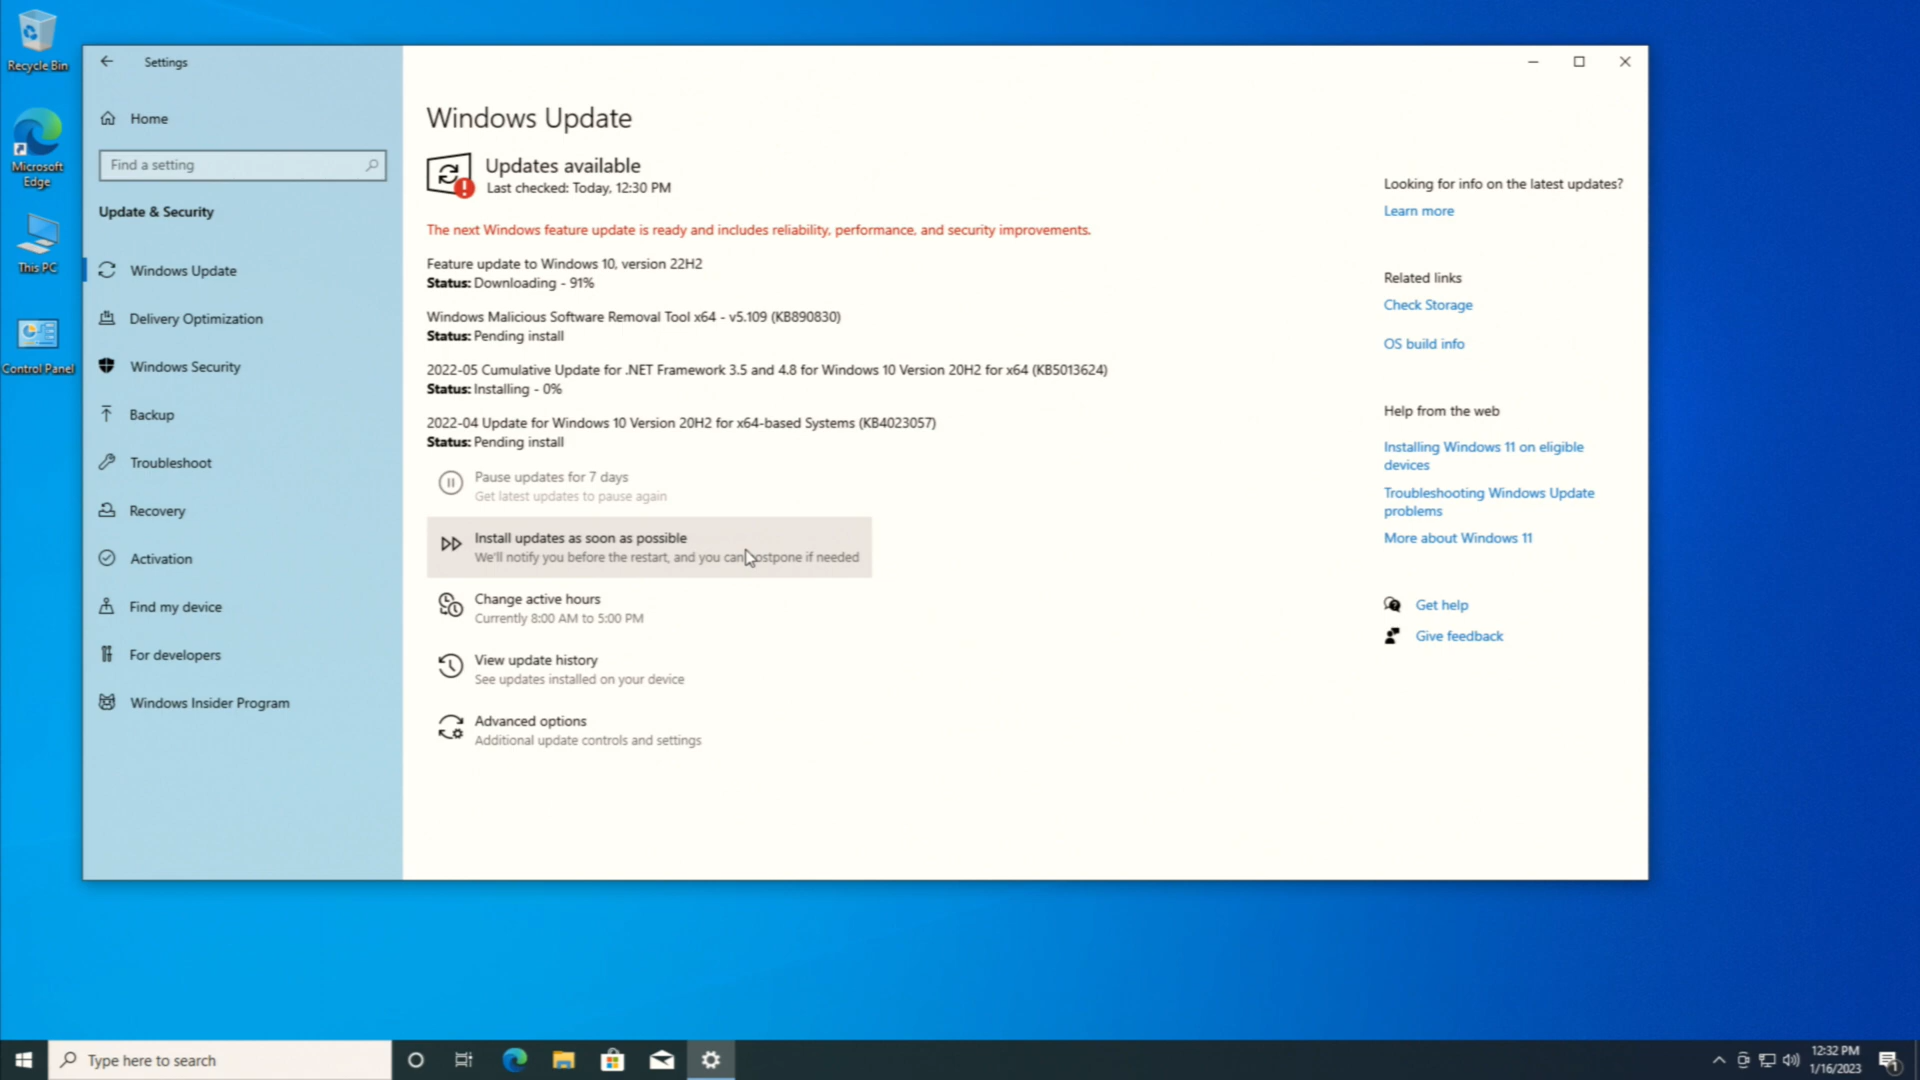 Recycle Bin
Microsoft
Edge
This PC
Control Panel
Settings
Home
Find a setting
Update & Security
Windows Update
Delivery Optimization
Windows Security
Backup
Troubleshoot
Recovery
Activation
Find my device
For developers
Windows Insider Program
Windows Update
Updates available
Last checked: Today, 12:30 PM
The next Windows feature update is ready and includes reliability, performance, and security improvements.
Feature update to Windows 10, version 22H2
Status: Downloading - 91%
Windows Malicious Software Removal Tool x64 - v5.109 (KB890830)
Status: Pending install
2022-05 Cumulative Update for .NET Framework 3.5 and 4.8 for Windows 10 Version 20H2 for x64 (KB5013624)
Status: Installing - 0%
2022-04 Update for Windows 10 Version 20H2 for x64-based Systems (KB4023057)
Status: Pending install
Pause updates for 7 days
Get latest updates to pause again
Install updates as soon as possible
We'll notify you before the restart, and you can postpone if needed
Change active hours
Currently 8:00 AM to 5:00 PM
View update history
See updates installed on your device
Advanced options
Additional update controls and settings
Looking for info on the latest updates?
Learn more
Related links
Check Storage
OS build info
Help from the web
Installing Windows 11 on eligible
devices
Troubleshooting Windows Update
problems
More about Windows 11
Get help
Give feedback
Type here to search
12:32 PM
1/16/2023
1